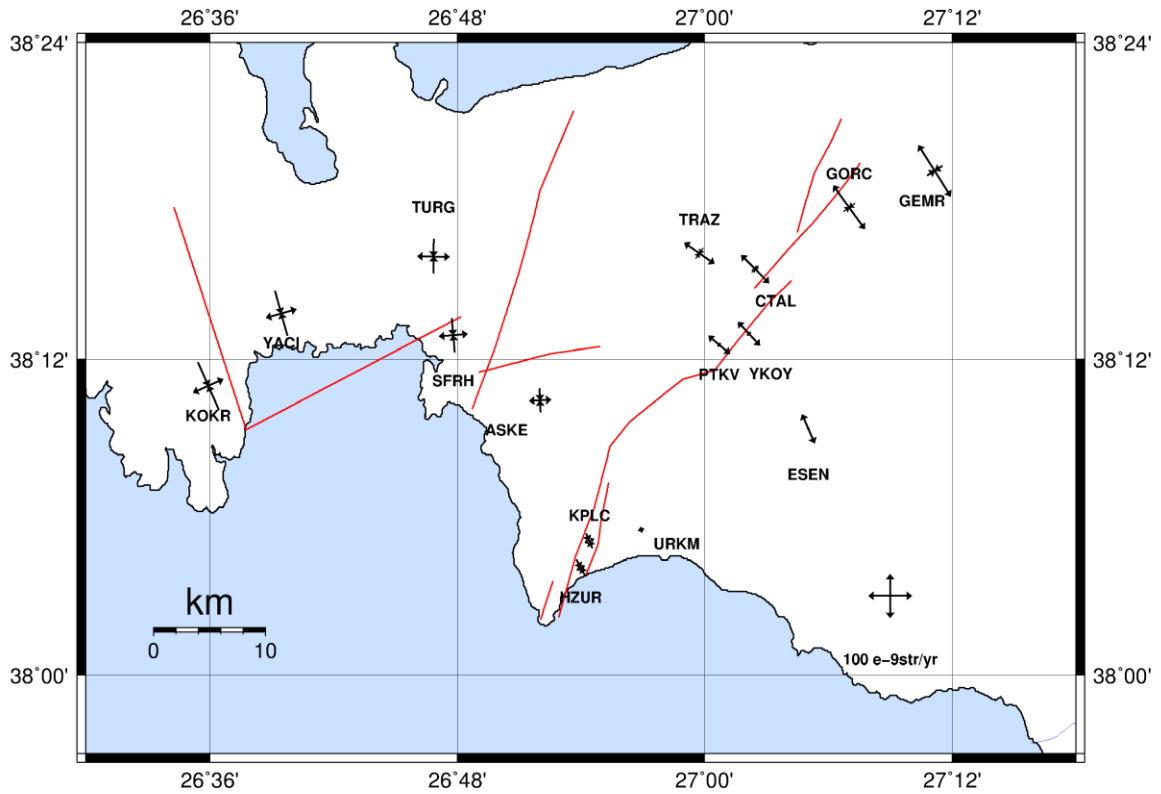 26˚36' 26˚48' 27˚00' 27˚12'
38˚24' 38˚24'
GORC
GEMR
TURG
TRAZ
CTAL
YACI
38˚12' 38˚12'
SFRH
PTKV YKOY
KOKR
ASKE
ESEN
KPLC
URKM
HZUR
km
0 10
100 e−9str/yr
38˚00' 38˚00'
26˚36' 26˚48' 27˚00' 27˚12'